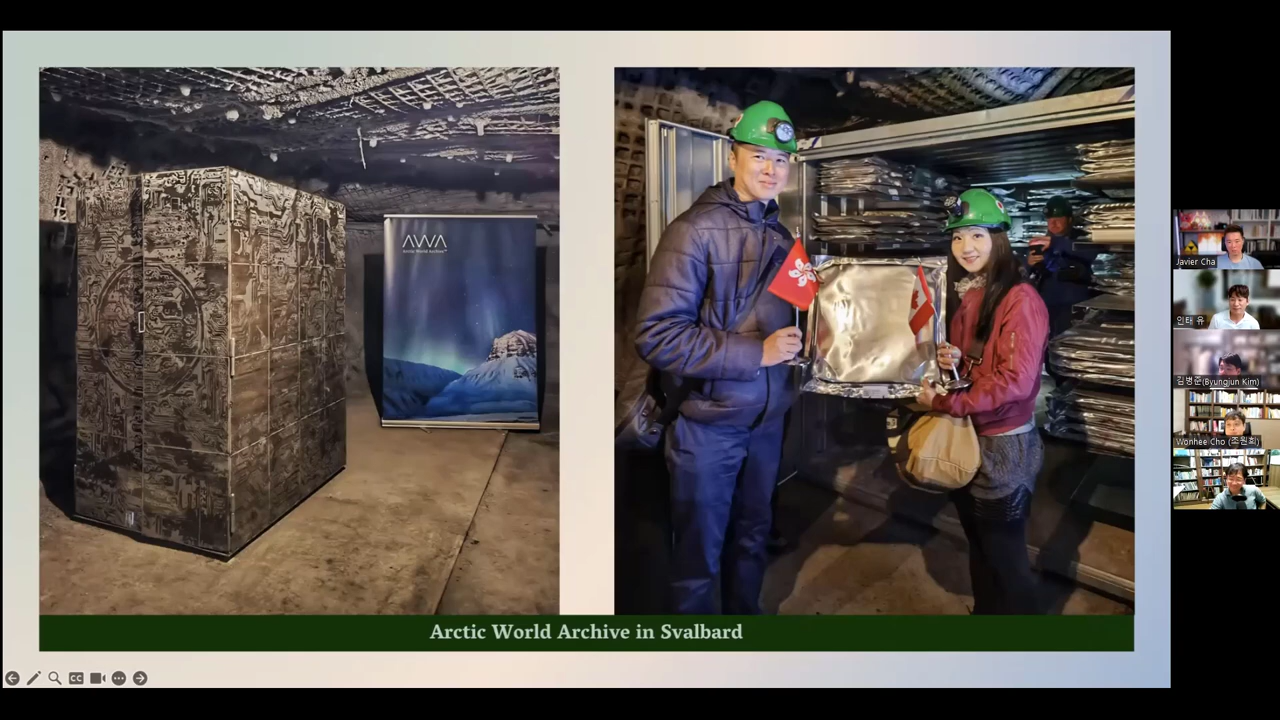 AWA
Arctic World Archive
Arctic World Archive in Svalbard
CC
Javier Cha
인태 유
김병준(Byungjun Kim)
Wonhee Cho (조원희)